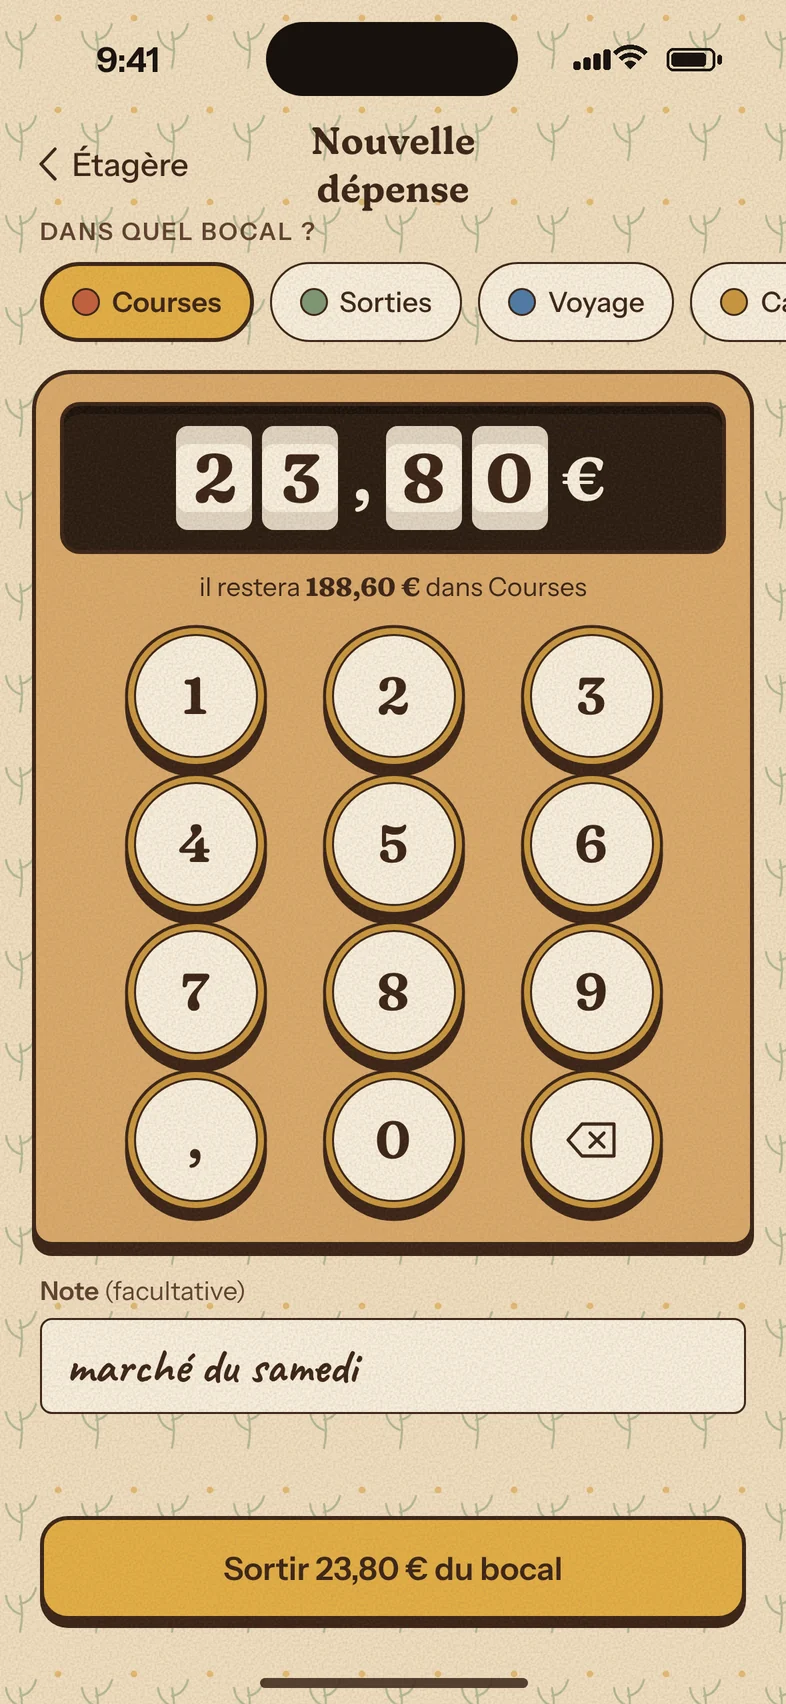 9:41
Étagère
Nouvelle
dépense
DANS QUEL BOCAL ?
Courses
Sorties
Voyage
Ca
23,80 €
il restera 188,60 € dans Courses
1 2 3
4 5 6
7 8 9
, 0
Note (facultative)
marché du samedi
Sortir 23,80 € du bocal